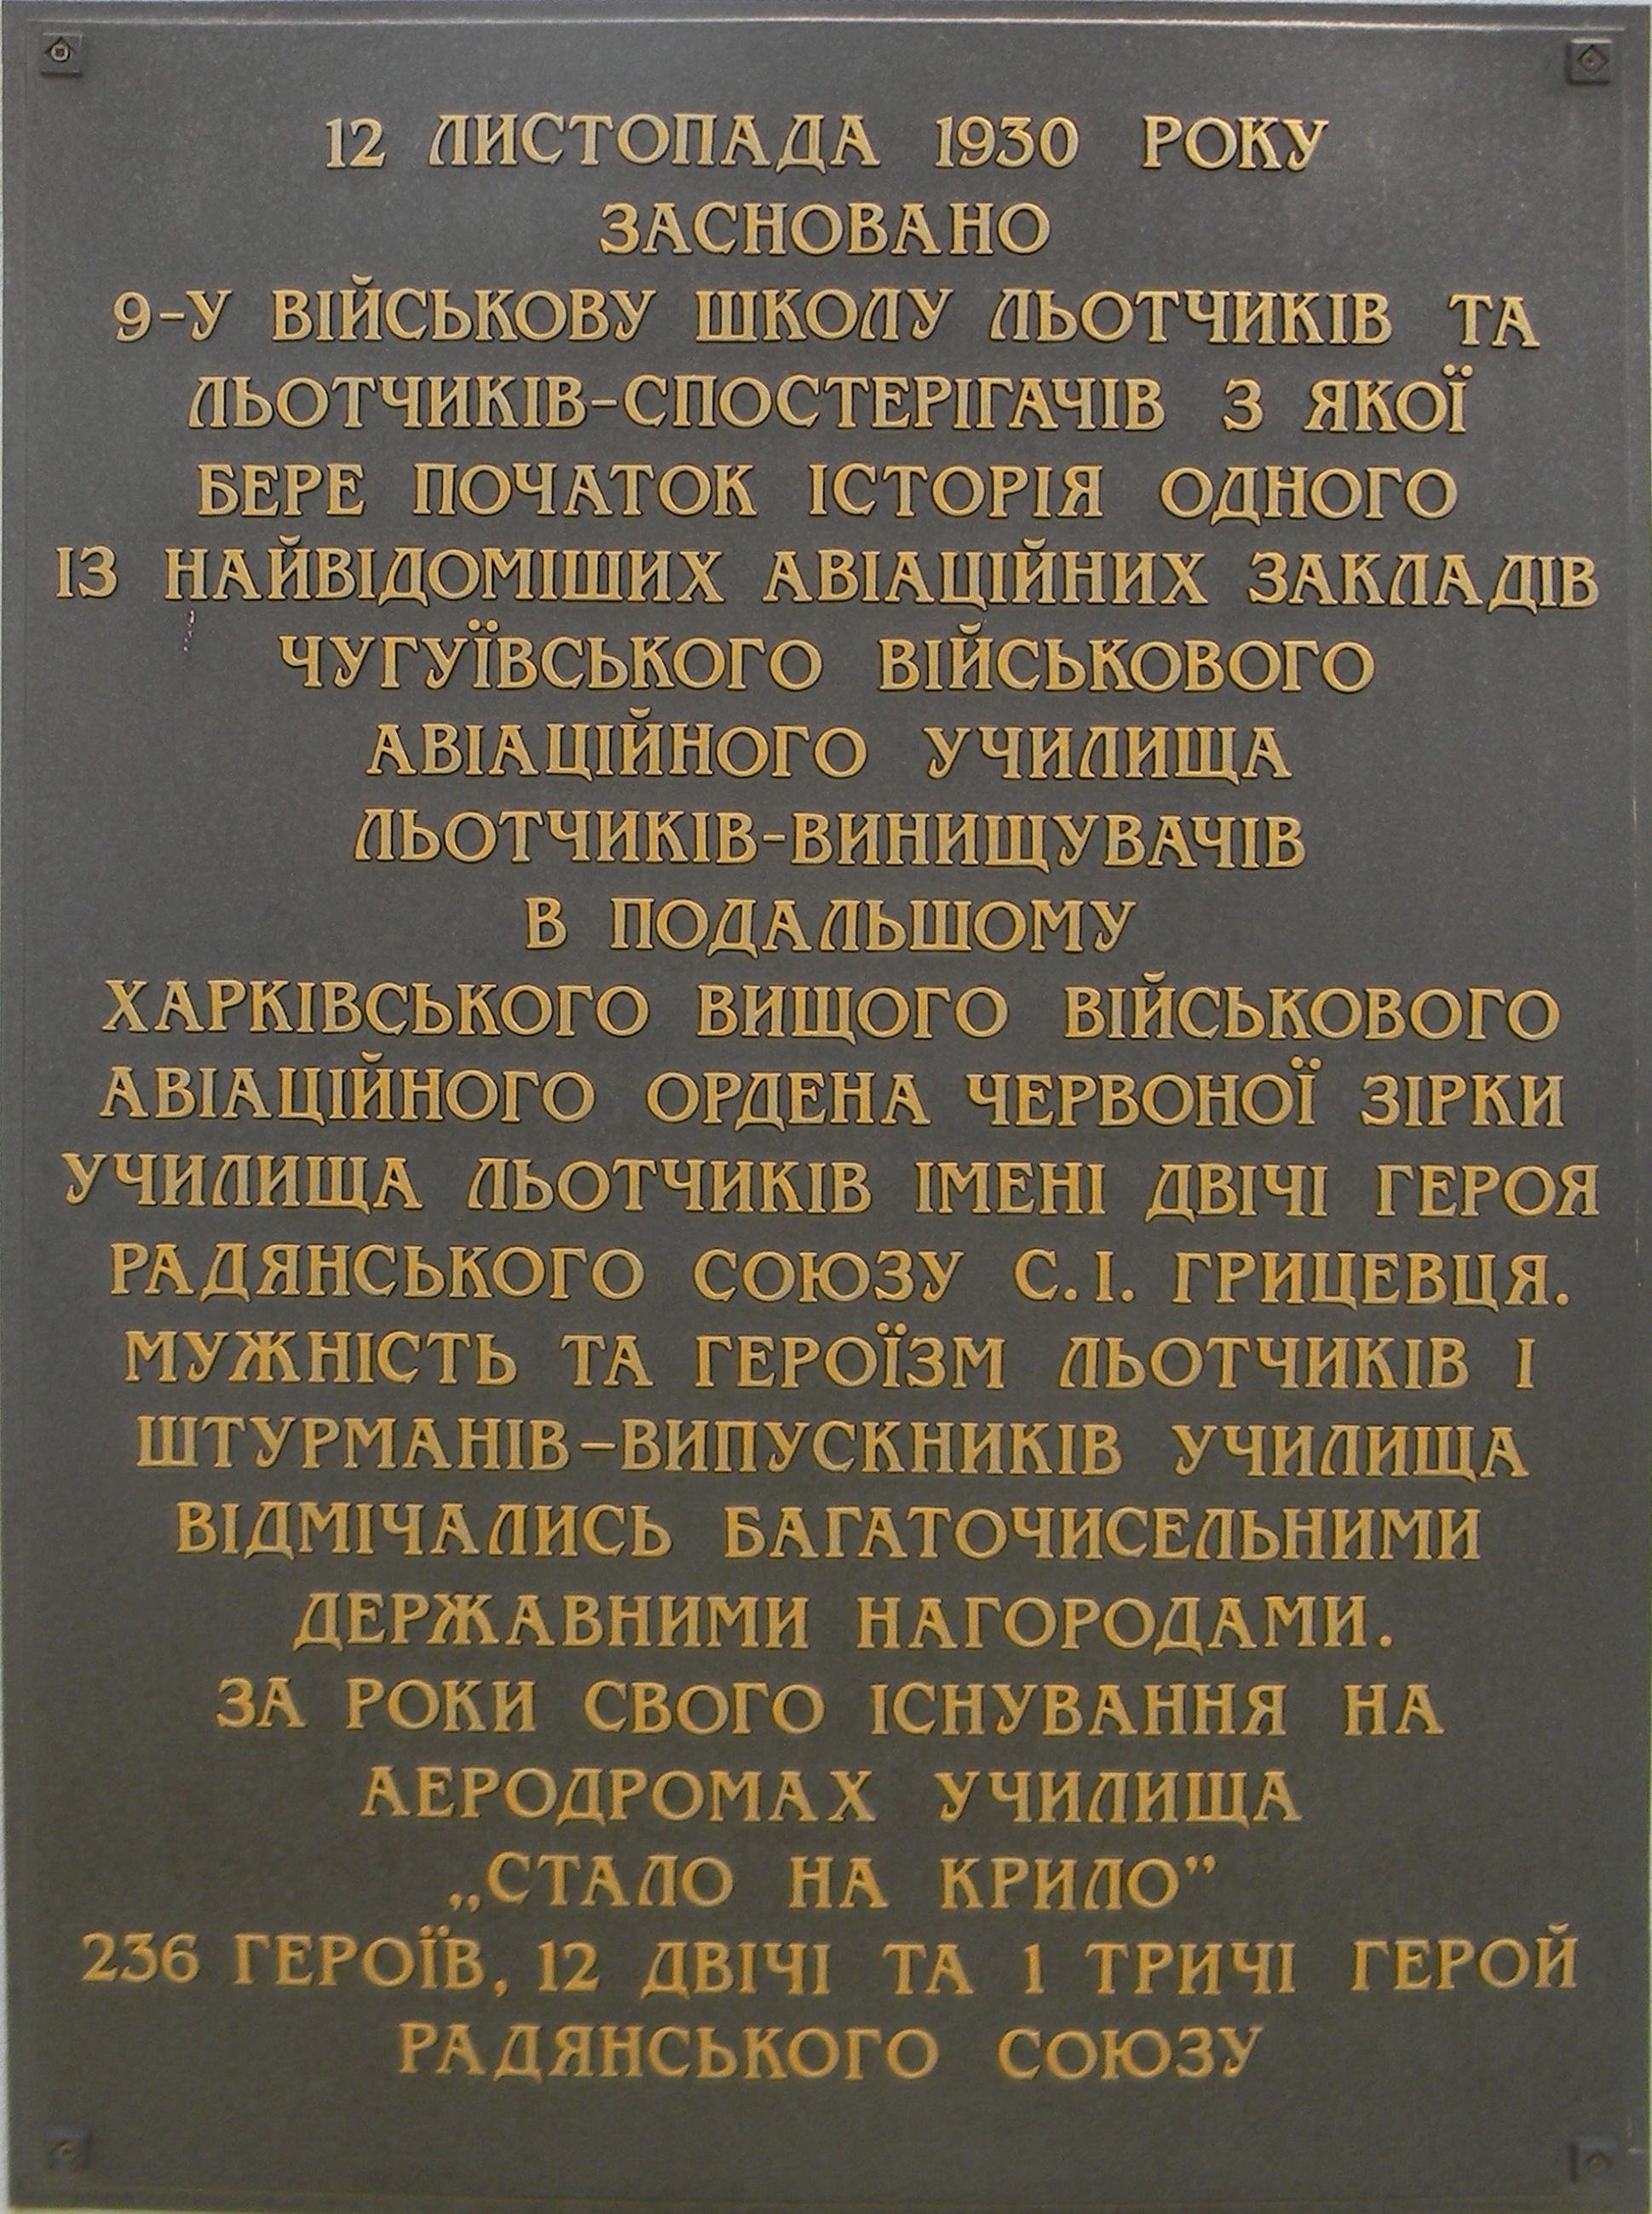 12 ЛИСТОПАДА 1930 РОКУ
ЗАСНОВАНО
9-У ВІЙСЬКОВУ ШКОЛУ ЛЬОТЧИКІВ ТА
ЛЬОТЧИКІВ-СПОСТЕРІГАЧІВ З ЯКОЇ
БЕРЕ ПОЧАТОК ІСТОРІЯ ОДНОГО
ІЗ НАЙВІДОМІШИХ АВІАЦІЙНИХ ЗАКЛАДІВ
ЧУГУЇВСЬКОГО ВІЙСЬКОВОГО
АВІАЦІЙНОГО УЧИЛИЩА
ЛЬОТЧИКІВ-ВИНИЩУВАЧІВ
В ПОДАЛЬШОМУ
ХАРКІВСЬКОГО ВИЩОГО ВІЙСЬКОВОГО
АВІАЦІЙНОГО ОРДЕНА ЧЕРВОНОЇ ЗІРКИ
УЧИЛИЩА ЛЬОТЧИКІВ ІМЕНІ ДВІЧІ ГЕРОЯ
РАДЯНСЬКОГО СОЮЗУ С.І. ГРИЦЕВЦЯ.
МУЖНІСТЬ ТА ГЕРОЇЗМ ЛЬОТЧИКІВ І
ШТУРМАНІВ-ВИПУСКНИКІВ УЧИЛИЩА
ВІДМІЧАЛИСЬ БАГАТОЧИСЕЛЬНИМИ
ДЕРЖАВНИМИ НАГОРОДАМИ.
ЗА РОКИ СВОГО ІСНУВАННЯ НА
АЕРОДРОМАХ УЧИЛИЩА
„СТАЛО НА КРИЛО”
236 ГЕРОЇВ, 12 ДВІЧІ ТА 1 ТРИЧІ ГЕРОЙ
РАДЯНСЬКОГО СОЮЗУ